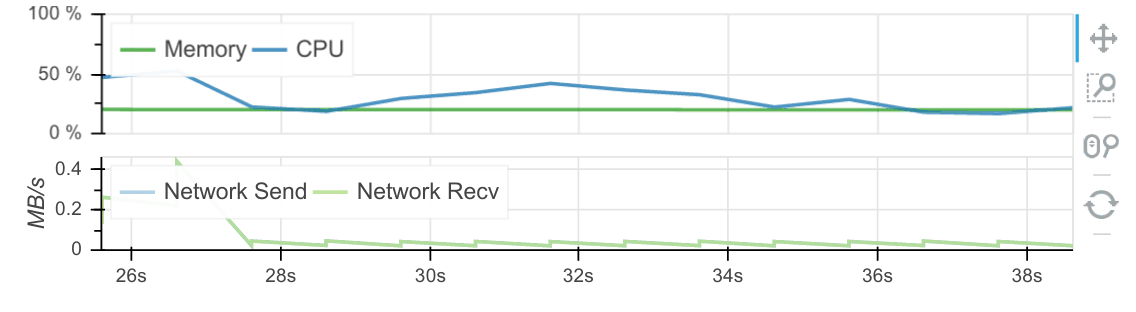 100 %
Memory CPU
50 %
0 %
0.4
Network Send Network Recv
MB/s
0.2
0
26s 28s 30s 32s 34s 36s 38s